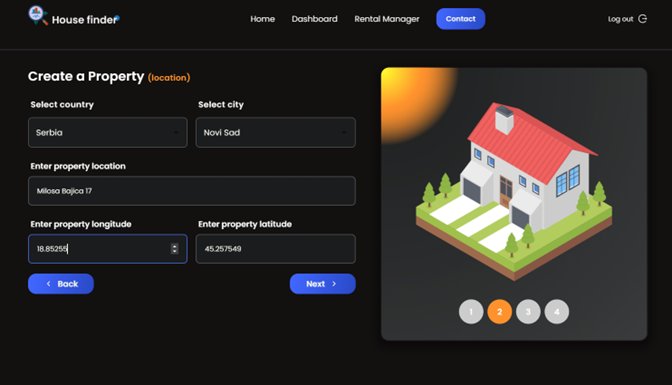 House finder
Home Dashboard Rental Manager Contact Log out
Create a Property (location)
Select country Select city
Serbia Novi Sad
Enter property location
Milosa Bajica 17
Enter property longitude Enter property latitude
18.85255 45.257549
Back Next
1 2 3 4